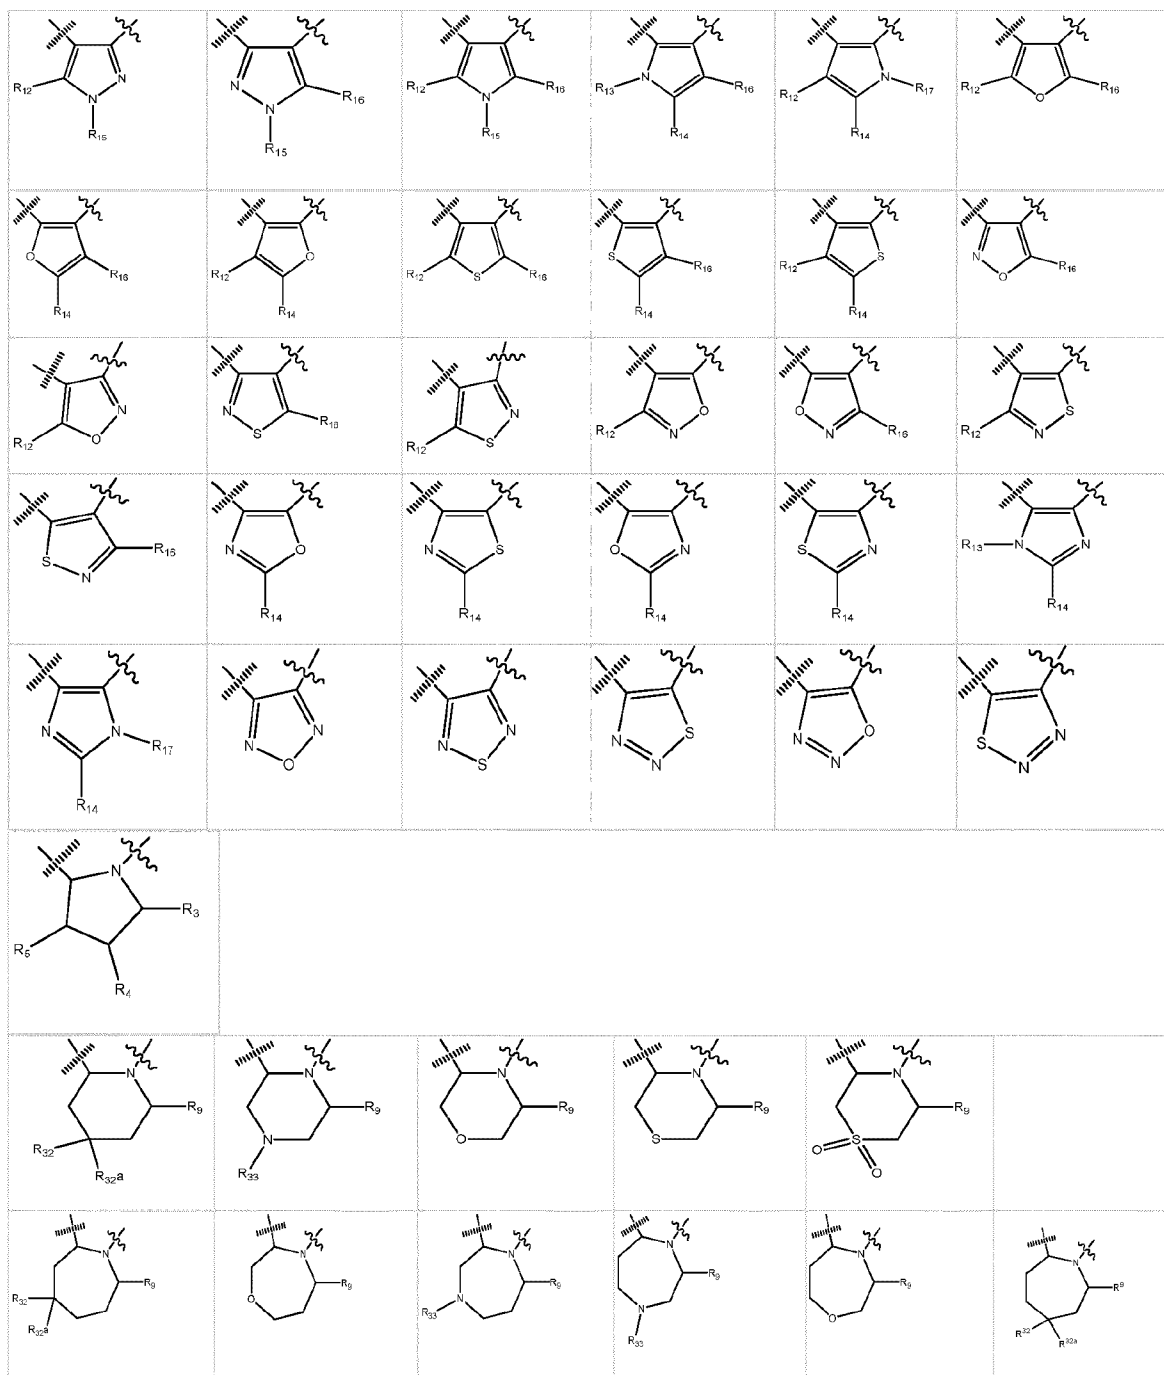 R12 N N R15
N N R15 R16
R12 N R15 R16
R13 N R14 R16
R12 N R17 R14
R12 O R16
O R14 R16
R12 O R14
R12 S R16
S R14 R16
R12 S R14
N O R16
R12 O N
N S R16
R12 S N
R12 N O
O N R16
R12 N S
S N R16
N O R14
N S R14
O N R14
S N R14
R13 N N R14
N N R17 R14
N O N
N S N
N N S
N N O
S N N
N R3 R4 R5
N R9 R32 R32a
N R9 N R33
N R9 O
N R9 S
N R9 S O O
N R9 R32 R32a
N R9 O
N R9 N R33
N R9 N R33
N R9 O
N R9 R32 R32a